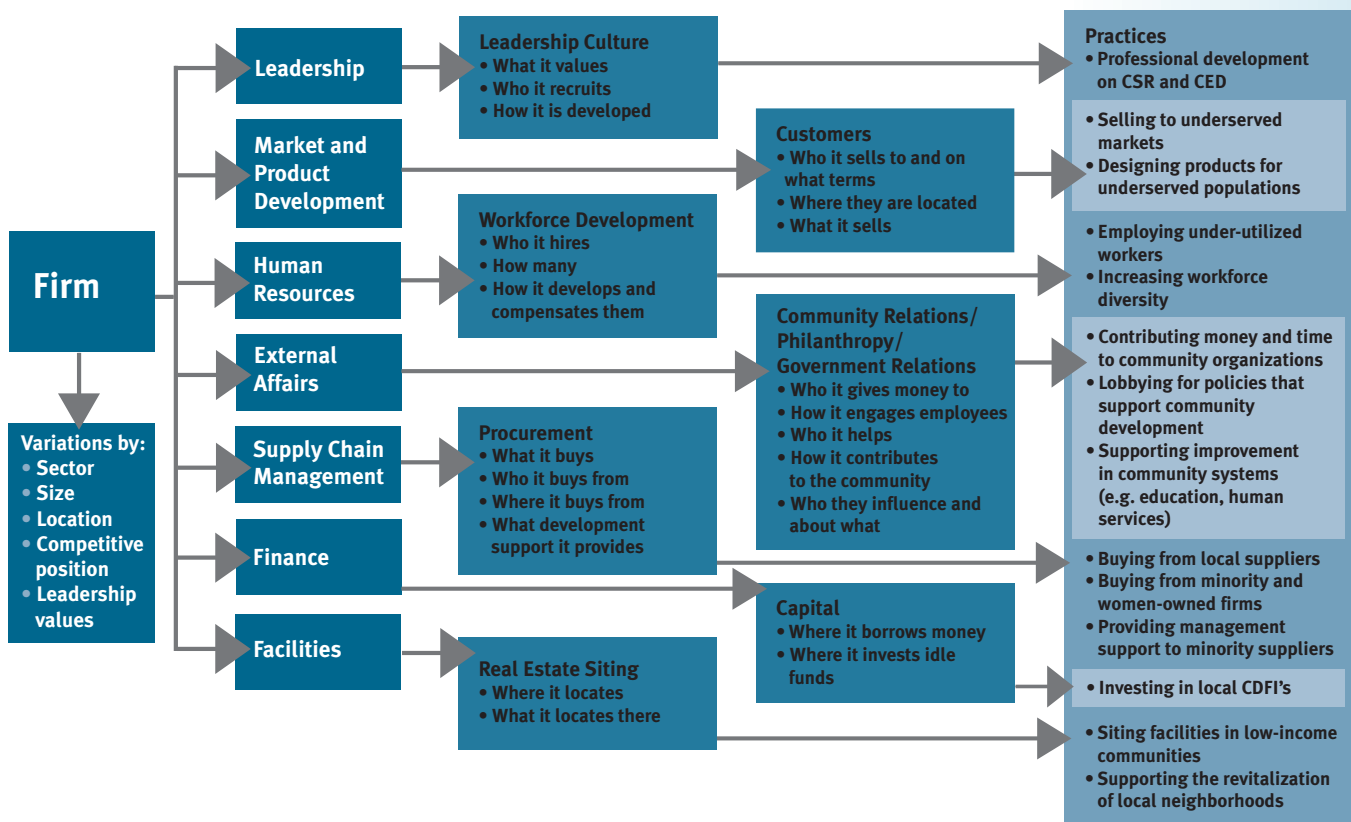 Firm
Variations by:
• Sector
• Size
• Location
• Competitive
position
• Leadership
values
Leadership
Market and
Product
Development
Human
Resources
External
Affairs
Supply Chain
Management
Finance
Facilities
Leadership Culture
• What it values
• Who it recruits
• How it is developed
Workforce Development
• Who it hires
• How many
• How it develops and
compensates them
Procurement
• What it buys
• Who it buys from
• Where it buys from
• What development
support it provides
Real Estate Siting
• Where it locates
• What it locates there
Customers
• Who it sells to and on
what terms
• Where they are located
• What it sells
Community Relations/
Philanthropy/
Government Relations
• Who it gives money to
• How it engages employees
• Who it helps
• How it contributes
to the community
• Who they influence and
about what
Capital
• Where it borrows money
• Where it invests idle
funds
Practices
• Professional development
on CSR and CED
• Selling to underserved
markets
• Designing products for
underserved populations
• Employing under-utilized
workers
• Increasing workforce
diversity
• Contributing money and time
to community organizations
• Lobbying for policies that
support community
development
• Supporting improvement
in community systems
(e.g. education, human
services)
• Buying from local suppliers
• Buying from minority and
women-owned firms
• Providing management
support to minority suppliers
• Investing in local CDFI's
• Siting facilities in low-income
communities
• Supporting the revitalization
of local neighborhoods